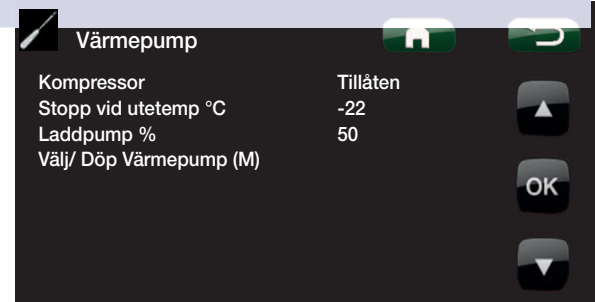 Värmepump
Kompressor Tillåten
Stopp vid utetemp °C -22
Laddpump % 50
Välj/ Döp Värmepump (M)
OK